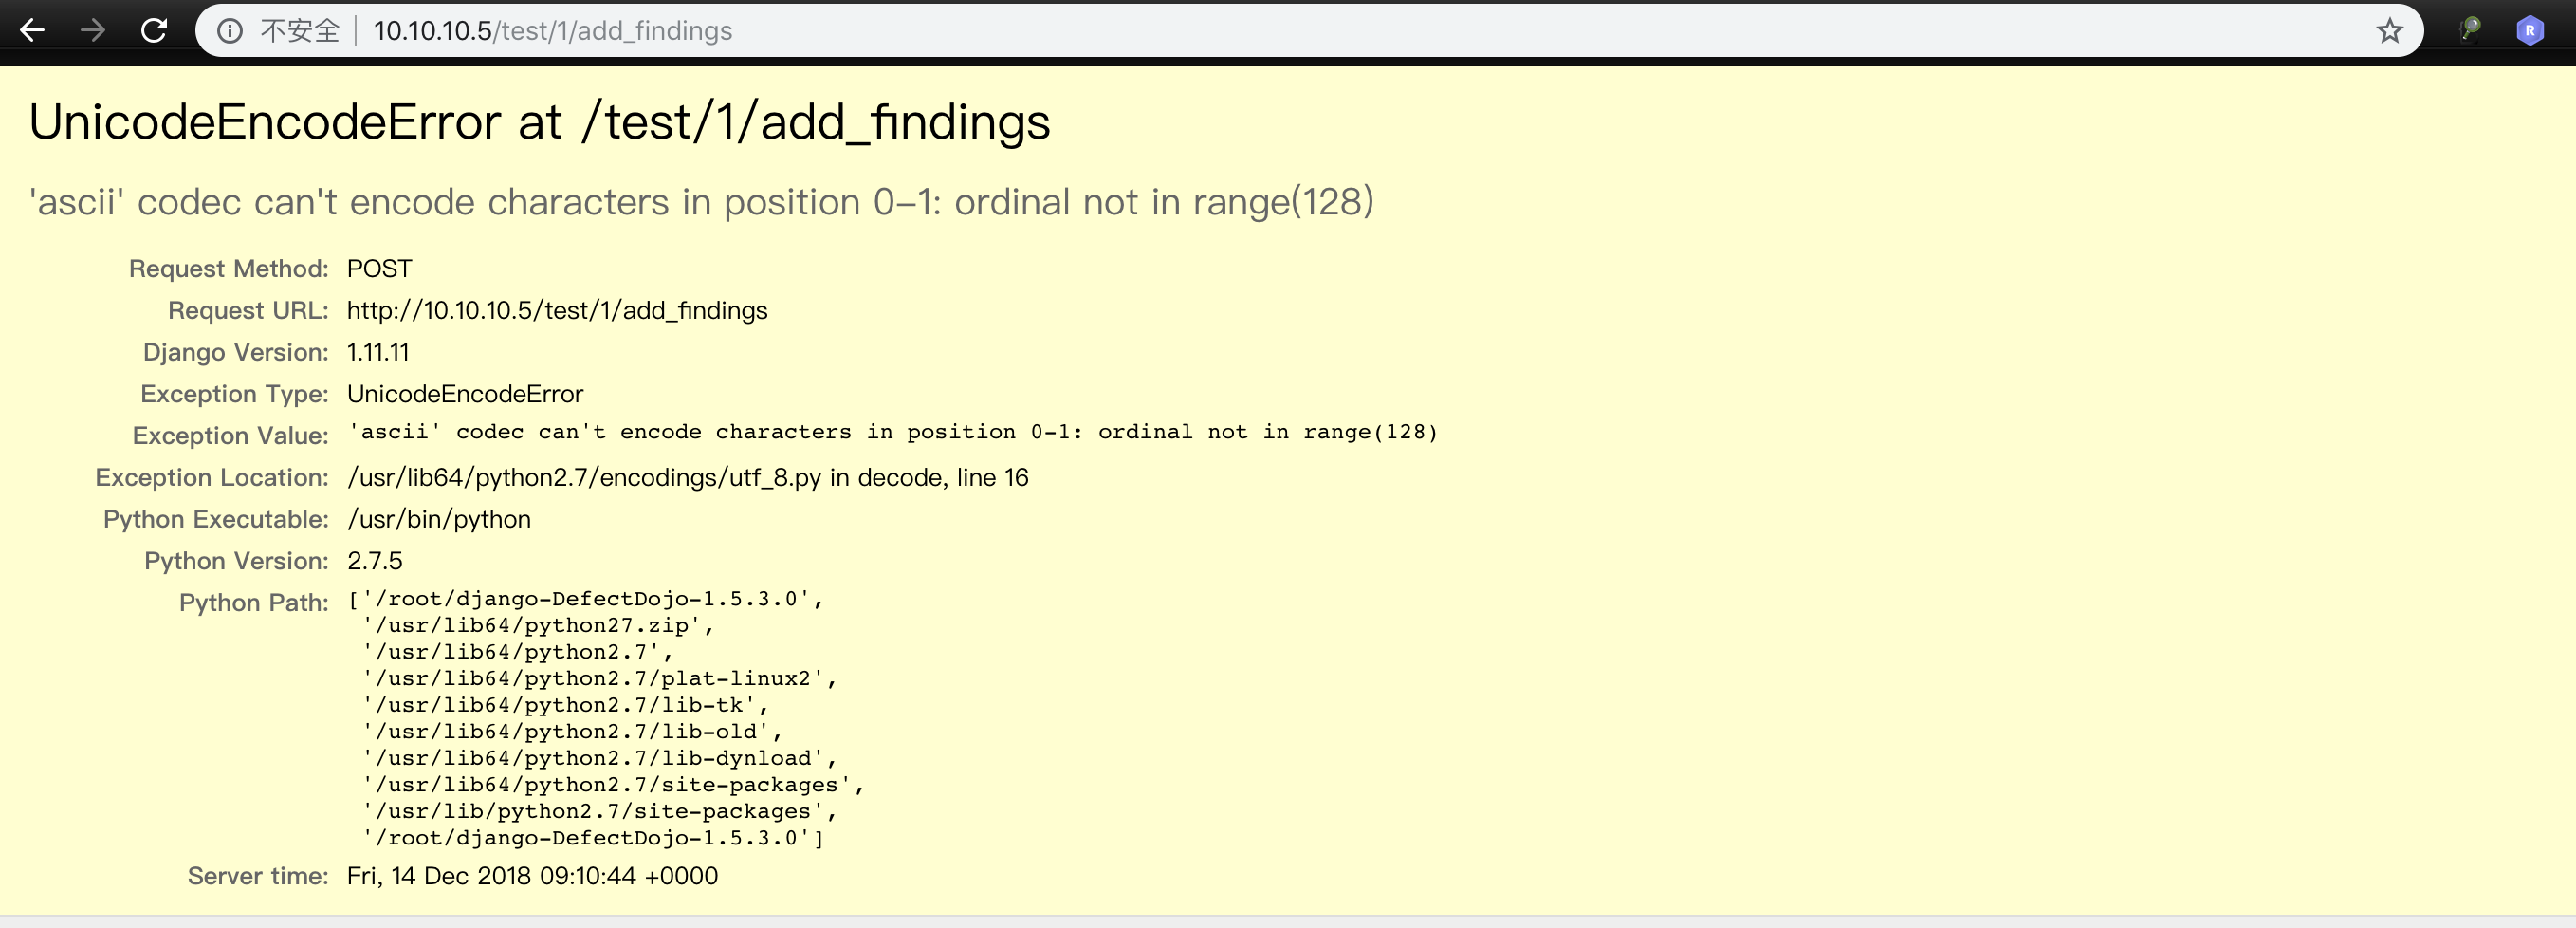 不安全 10.10.10.5/test/1/add_findings
R
UnicodeEncodeError at /test/1/add_findings
'ascii' codec can't encode characters in position 0-1: ordinal not in range(128)
Request Method: POST
Request URL: http://10.10.10.5/test/1/add_findings
Django Version: 1.11.11
Exception Type: UnicodeEncodeError
Exception Value: 'ascii' codec can't encode characters in position 0-1: ordinal not in range(128)
Exception Location: /usr/lib64/python2.7/encodings/utf_8.py in decode, line 16
Python Executable: /usr/bin/python
Python Version: 2.7.5
Python Path: ['/root/django-DefectDojo-1.5.3.0',
'/usr/lib64/python27.zip',
'/usr/lib64/python2.7',
'/usr/lib64/python2.7/plat-linux2',
'/usr/lib64/python2.7/lib-tk',
'/usr/lib64/python2.7/lib-old',
'/usr/lib64/python2.7/lib-dynload',
'/usr/lib64/python2.7/site-packages',
'/usr/lib/python2.7/site-packages',
'/root/django-DefectDojo-1.5.3.0']
Server time: Fri, 14 Dec 2018 09:10:44 +0000